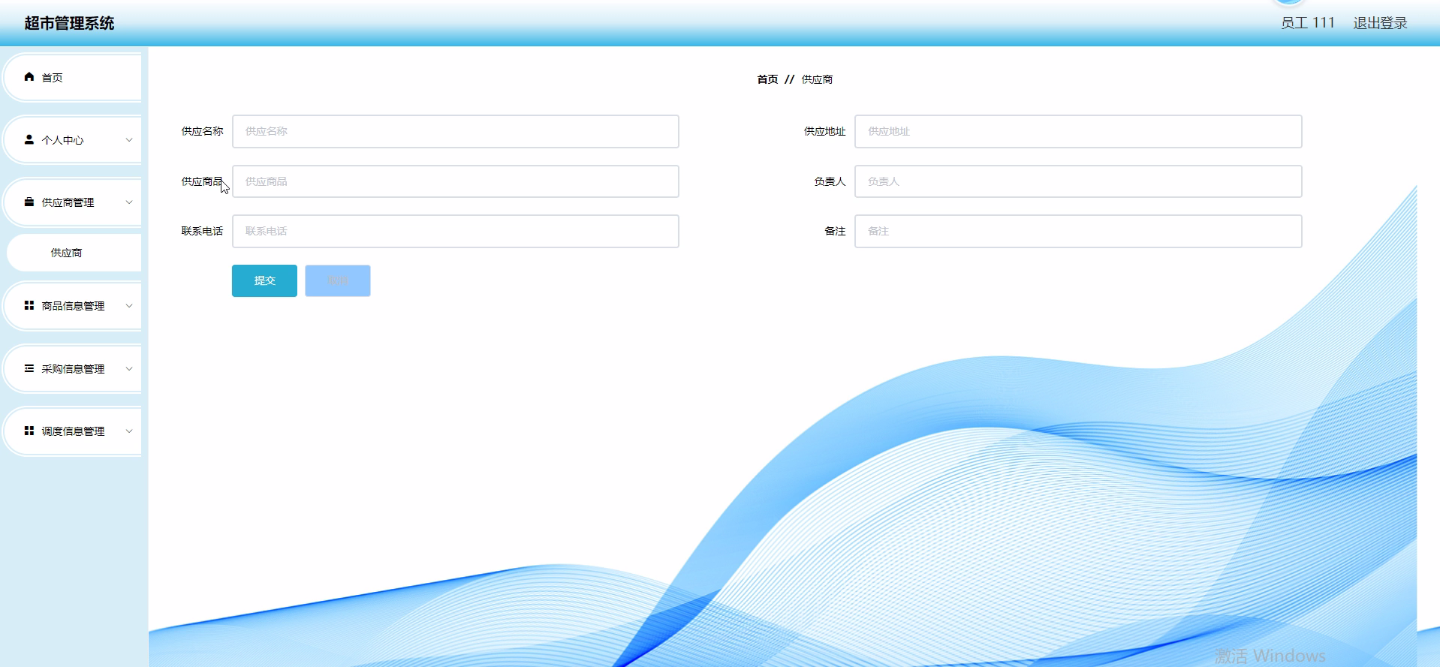 超市管理系统
员工 111 退出登录
首页
个人中心
供应商管理
供应商
商品信息管理
采购信息管理
调度信息管理
首页 // 供应商
供应名称 供应名称
供应地址 供应地址
供应商品 供应商品
负责人 负责人
联系电话 联系电话
备注 备注
提交
激活 Windows